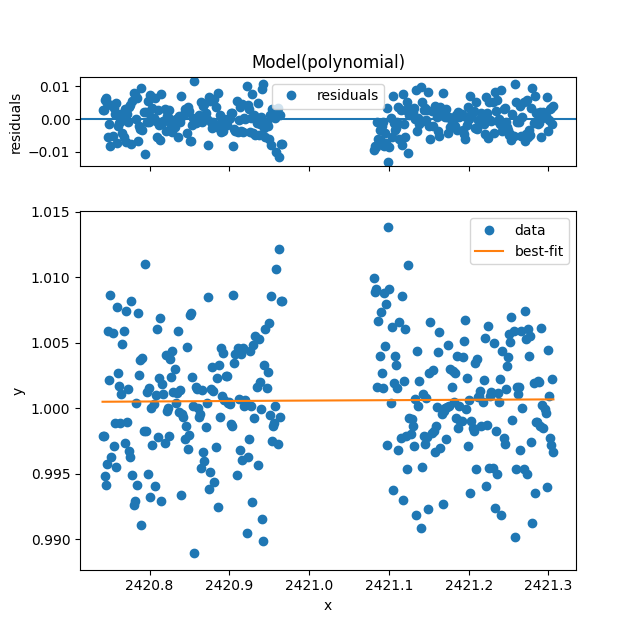 Model(polynomial)
residuals
0.01
0.00
−0.01
residuals
1.015
1.010
1.005
1.000
0.995
0.990
y
data
best-fit
2420.8 2420.9 2421.0 2421.1 2421.2 2421.3
x